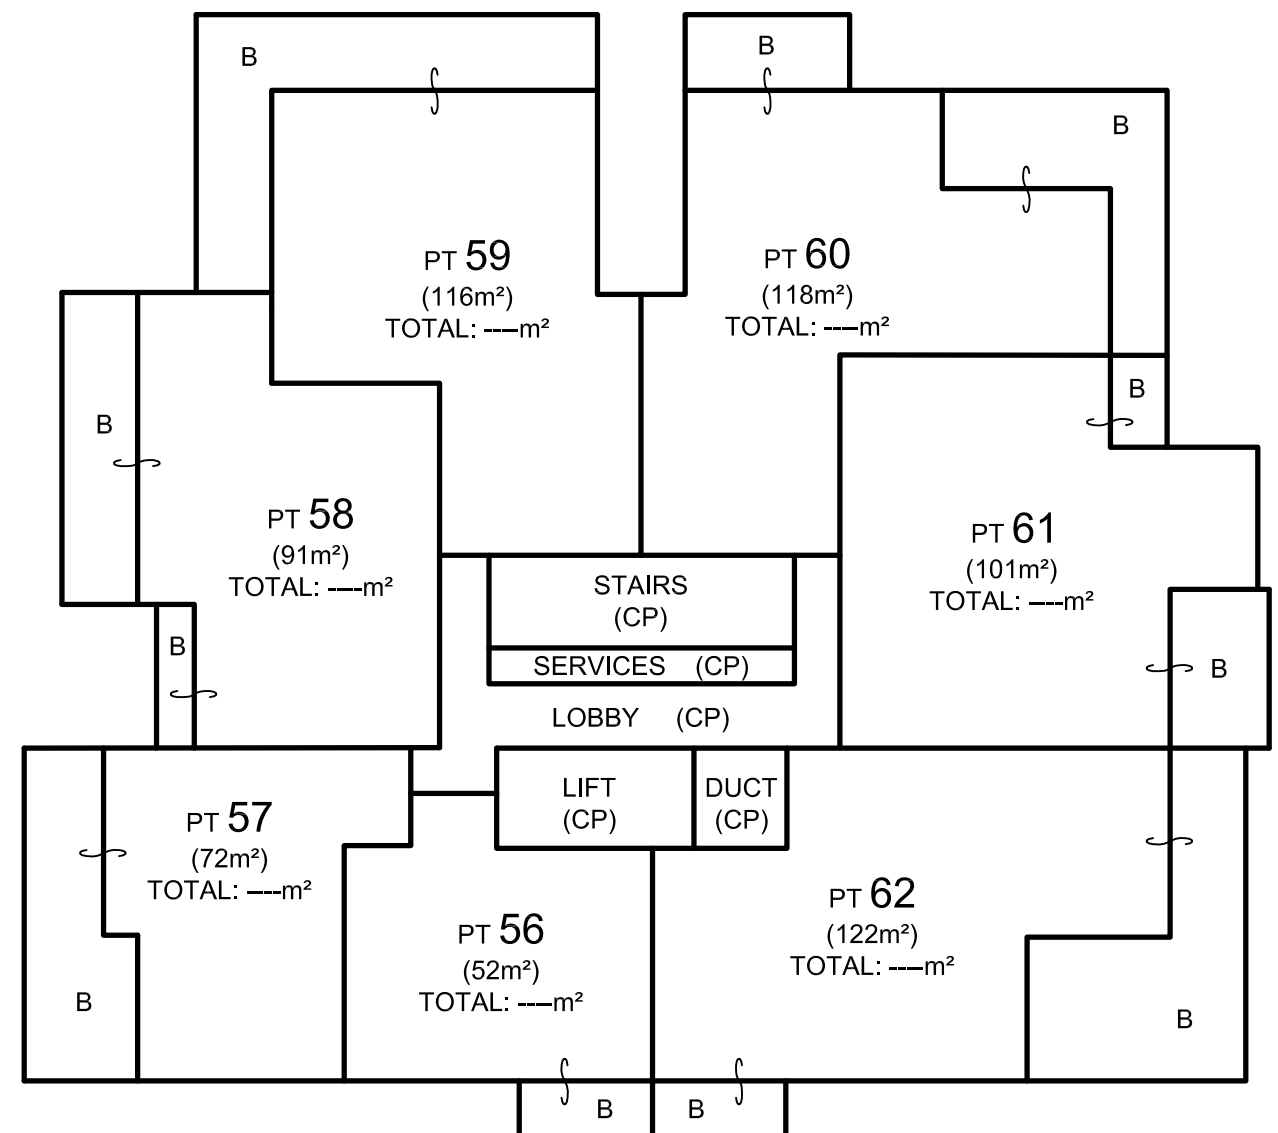 B
B
B
PT 59
(116m²)
TOTAL: ----m²
PT 60
(118m²)
TOTAL: ----m²
B
B
PT 58
(91m²)
TOTAL: ----m²
PT 61
(101m²)
TOTAL: ----m²
STAIRS
(CP)
B
SERVICES (CP)
B
LOBBY (CP)
LIFT
(CP)
DUCT
(CP)
PT 57
(72m²)
TOTAL: ----m²
PT 62
(122m²)
TOTAL: ----m²
PT 56
(52m²)
TOTAL: ----m²
B
B
B
B